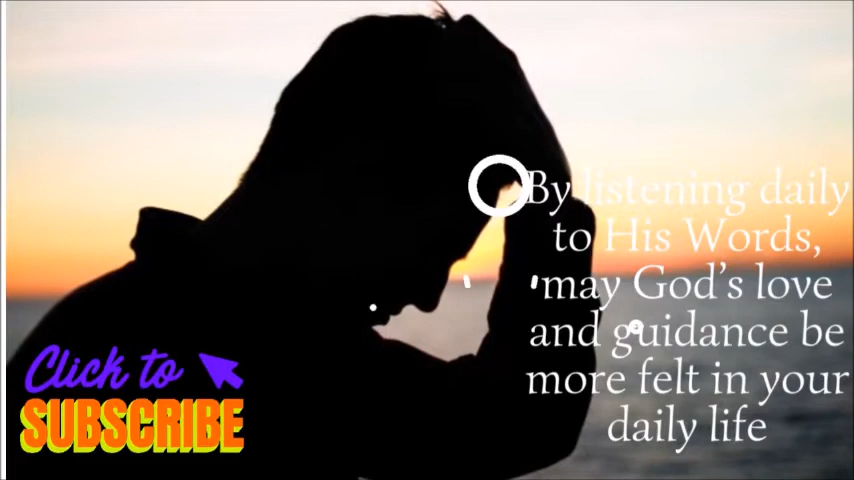 By listening daily
to His Words,
may God's love
and guidance be
more felt in your
daily life
Click to
SUBSCRIBE